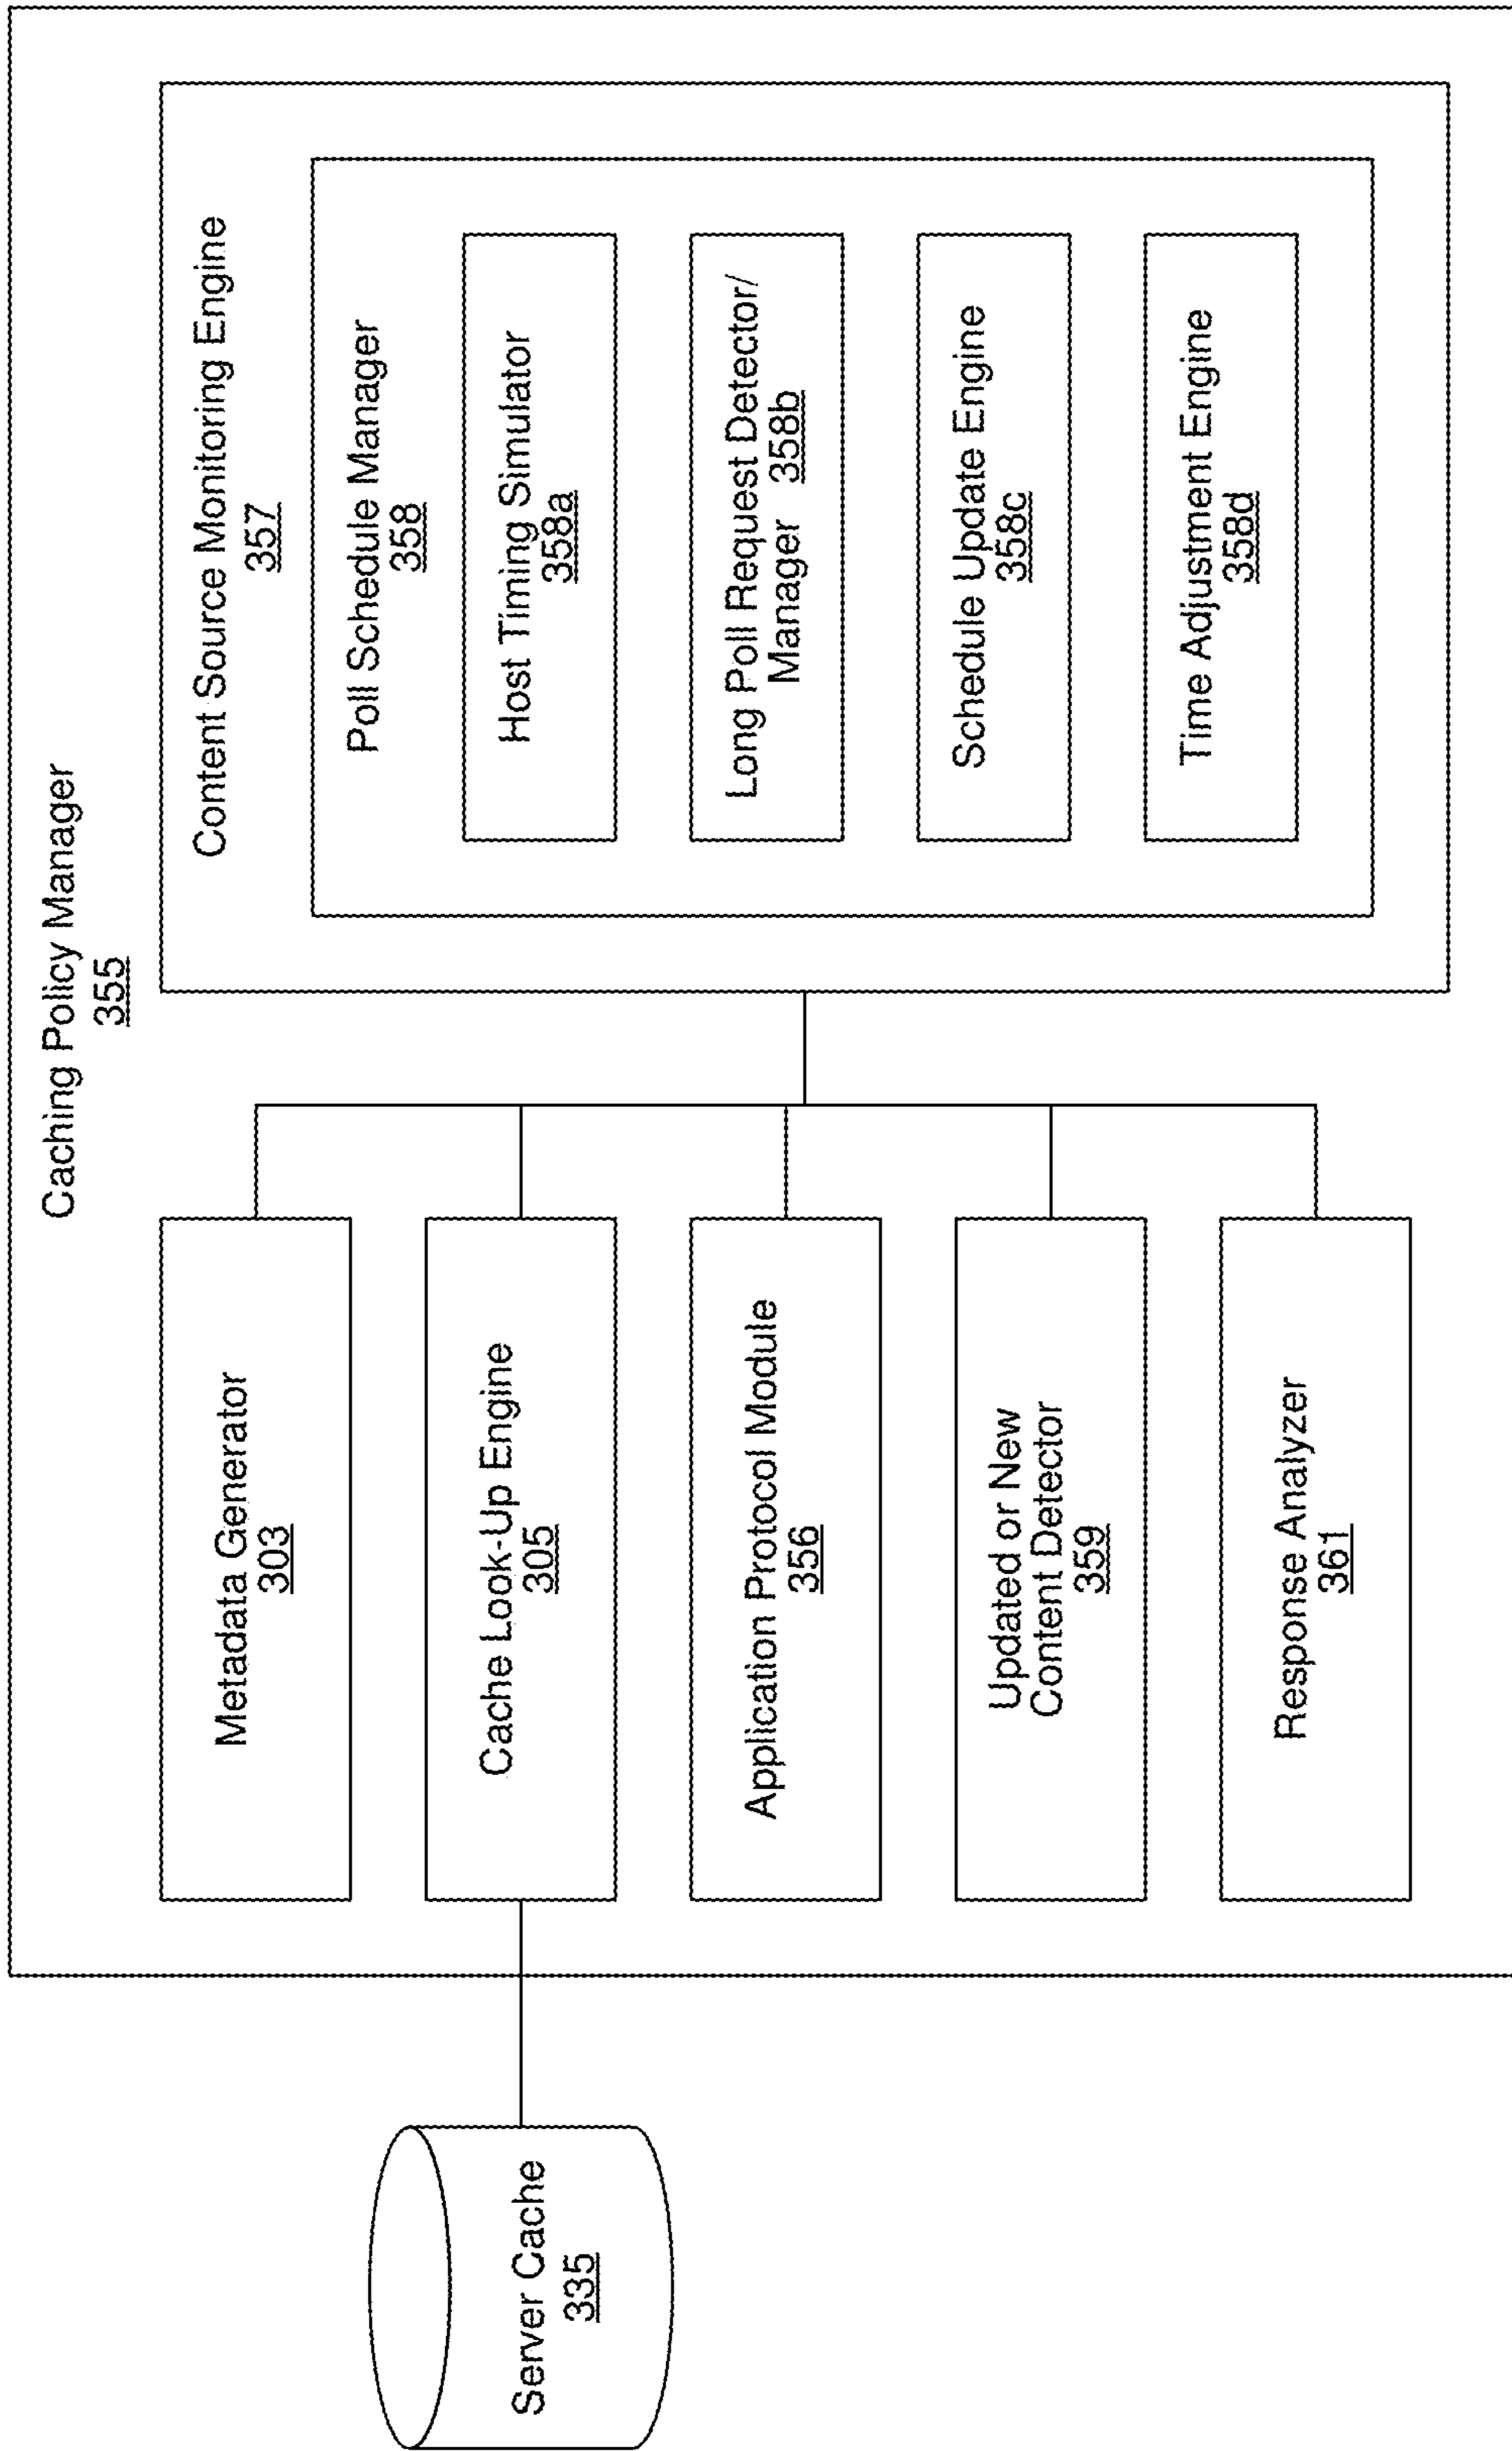 Caching Policy Manager
355
Server Cache
335
Metadata Generator
303
Cache Look-Up Engine
305
Application Protocol Module
356
Updated or New
Content Detector
359
Response Analyzer
361
Content Source Monitoring Engine
357
Poll Schedule Manager
358
Host Timing Simulator
358a
Long Poll Request Detector/
Manager 358b
Schedule Update Engine
358c
Time Adjustment Engine
358d